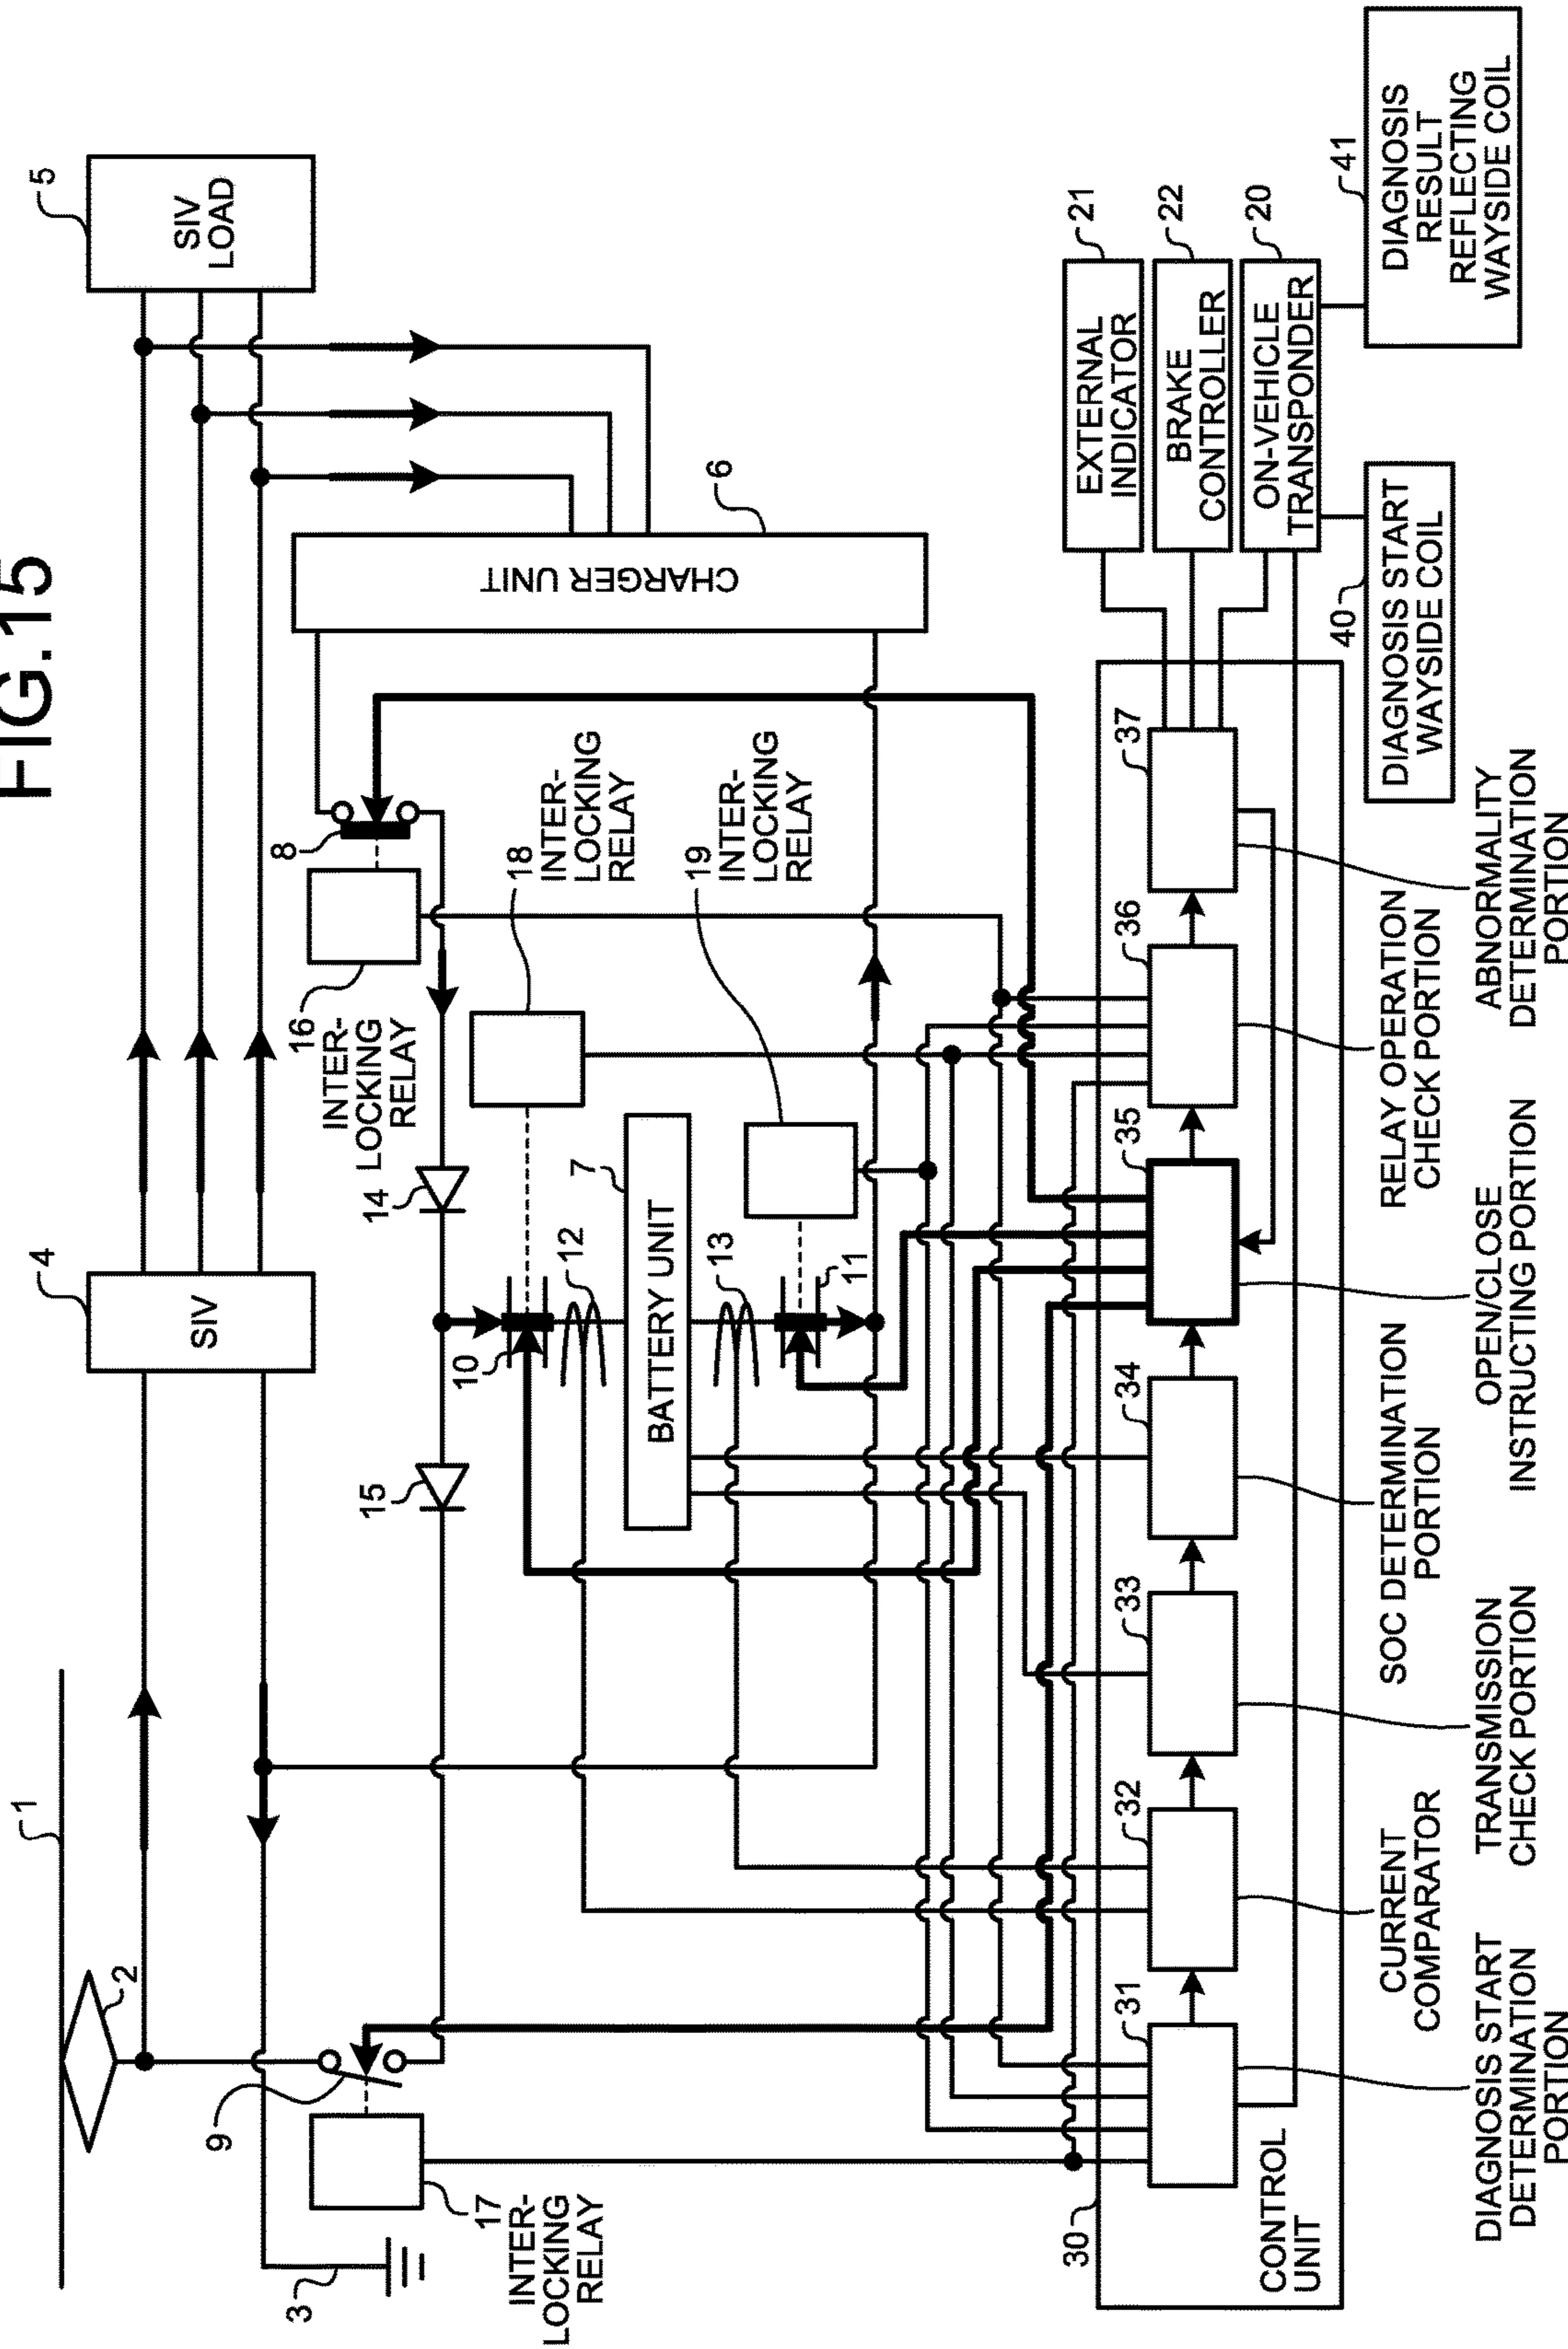 FIG.15
1
2
3
4
SIV
5
SIV
LOAD
6
CHARGER UNIT
9
17
INTER-
LOCKING
RELAY
15
14
16
INTER-
LOCKING
RELAY
8
10
12
7
BATTERY UNIT
13
11
18
INTER-
LOCKING
RELAY
19
INTER-
LOCKING
RELAY
21
EXTERNAL
INDICATOR
22
BRAKE
CONTROLLER
20
ON-VEHICLE
TRANSPONDER
30
CONTROL
UNIT
31
32
33
34
35
36
37
40
DIAGNOSIS START
WAYSIDE COIL
41
DIAGNOSIS
RESULT
REFLECTING
WAYSIDE COIL
DIAGNOSIS START
DETERMINATION
PORTION
CURRENT
COMPARATOR
TRANSMISSION
CHECK PORTION
SOC DETERMINATION
PORTION
OPEN/CLOSE
INSTRUCTING PORTION
RELAY OPERATION
CHECK PORTION
ABNORMALITY
DETERMINATION
PORTION